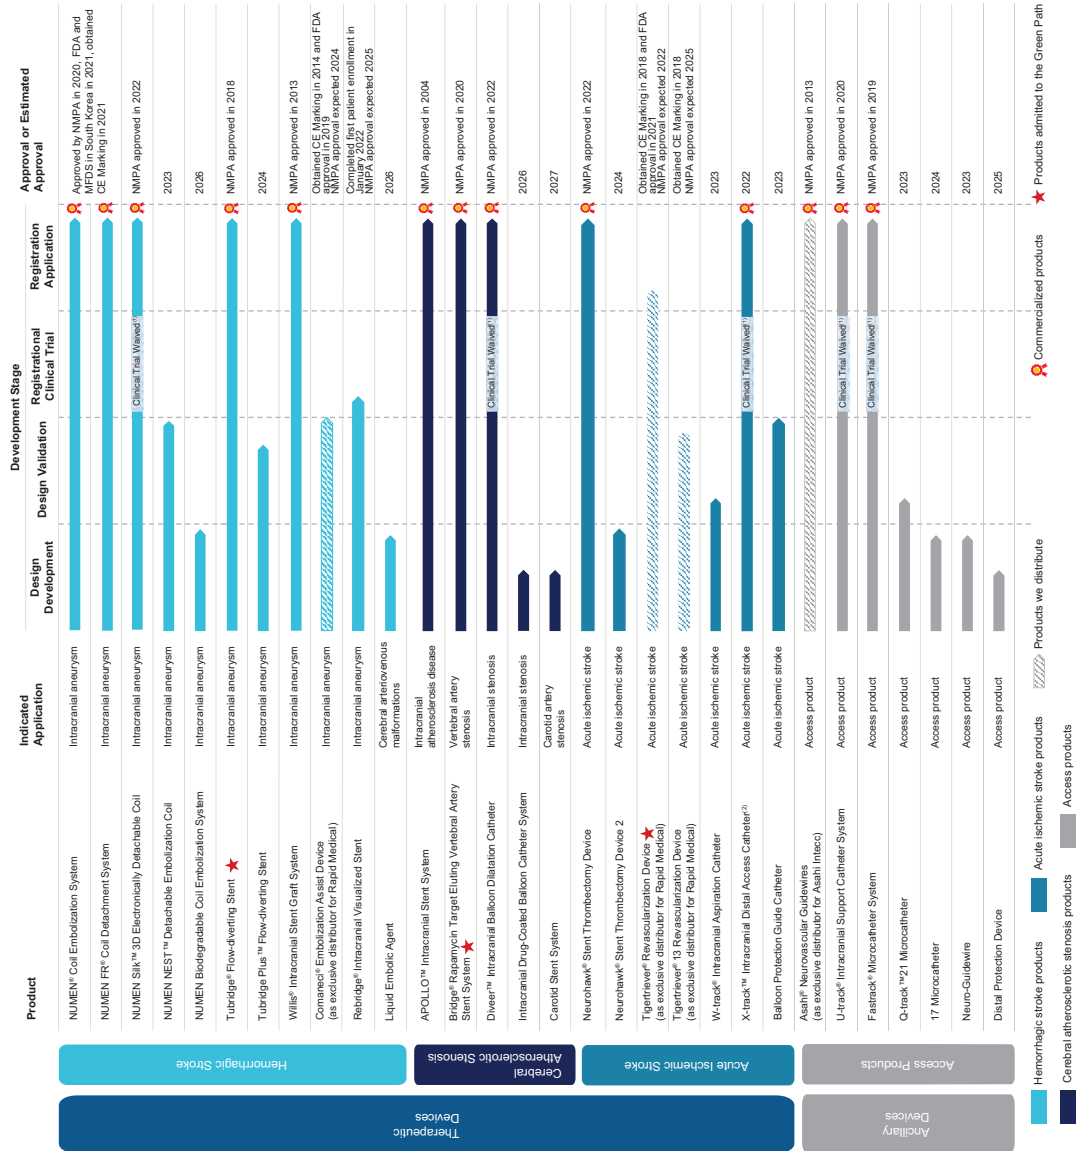 Product
Indicated
Application
Development Stage
Design
Development
Design Validation
Registrational
Clinical Trial
Registration
Application
Approval or Estimated
Approval
Therapeutic
Devices
Hemorrhagic Stroke
NUMEN® Coil Embolization System
Intracranial aneurysm
Approved by NMPA in 2020, FDA and
MFDS in South Korea in 2021, obtained
CE Marking in 2021
NUMEN FR® Coil Detachment System
Intracranial aneurysm
NUMEN Silk™ 3D Electronically Detachable Coil
Intracranial aneurysm
Clinical Trial Waived(1)
NMPA approved in 2022
NUMEN NEST™ Detachable Embolization Coil
Intracranial aneurysm
2023
NUMEN Biodegradable Coil Embolization System
Intracranial aneurysm
2026
Tubridge® Flow-diverting Stent
Intracranial aneurysm
NMPA approved in 2018
Tubridge Plus™ Flow-diverting Stent
Intracranial aneurysm
2024
Willis® Intracranial Stent Graft System
Intracranial aneurysm
NMPA approved in 2013
Comaneci® Embolization Assist Device
(as exclusive distributor for Rapid Medical)
Intracranial aneurysm
Obtained CE Marking in 2014 and FDA
approval in 2019
NMPA approval expected 2024
Rebridge® Intracranial Visualized Stent
Intracranial aneurysm
Completed first patient enrollment in
January 2022
NMPA approval expected 2025
Liquid Embolic Agent
Cerebral arteriovenous
malformations
2026
Cerebral
Atherosclerotic Stenosis
APOLLO™ Intracranial Stent System
Intracranial
atherosclerosis disease
NMPA approved in 2004
Bridge® Rapamycin Target Eluting Vertebral Artery
Stent System
Vertebral artery
stenosis
NMPA approved in 2020
Diveer™ Intracranial Balloon Dilation Catheter
Intracranial stenosis
Clinical Trial Waived(1)
NMPA approved in 2022
Intracranial Drug-Coated Balloon Catheter System
Intracranial stenosis
2026
Carotid Stent System
Carotid artery
stenosis
2027
Acute Ischemic Stroke
Neurohawk® Stent Thrombectomy Device
Acute ischemic stroke
NMPA approved in 2022
Neurohawk® Stent Thrombectomy Device 2
Acute ischemic stroke
2024
Tigertriever® Revascularization Device
(as exclusive distributor for Rapid Medical)
Acute ischemic stroke
Obtained CE Marking in 2018 and FDA
approval in 2021
NMPA approval expected 2022
Tigertriever® 13 Revascularization Device
(as exclusive distributor for Rapid Medical)
Acute ischemic stroke
Obtained CE Marking in 2018
NMPA approval expected 2025
W-track® Intracranial Aspiration Catheter
Acute ischemic stroke
2023
X-track™ Intracranial Distal Access Catheter(2)
Acute ischemic stroke
Clinical Trial Waived(1)
2022
Balloon Protection Guide Catheter
Acute ischemic stroke
2023
Ancillary
Devices
Access Products
Asahi® Neurovascular Guidewires
(as exclusive distributor for Asahi Intecc)
Access product
NMPA approved in 2013
U-track® Intracranial Support Catheter System
Access product
Clinical Trial Waived(1)
NMPA approved in 2020
Fastrack® Microcatheter System
Access product
Clinical Trial Waived(1)
NMPA approved in 2019
Q-track™21 Microcatheter
Access product
2023
17 Microcatheter
Access product
2024
Neuro-Guidewire
Access product
2023
Distal Protection Device
Access product
2025
Hemorrhagic stroke products
Acute ischemic stroke products
Products we distribute
Commercialized products
Products admitted to the Green Path
Cerebral atherosclerotic stenosis products
Access products